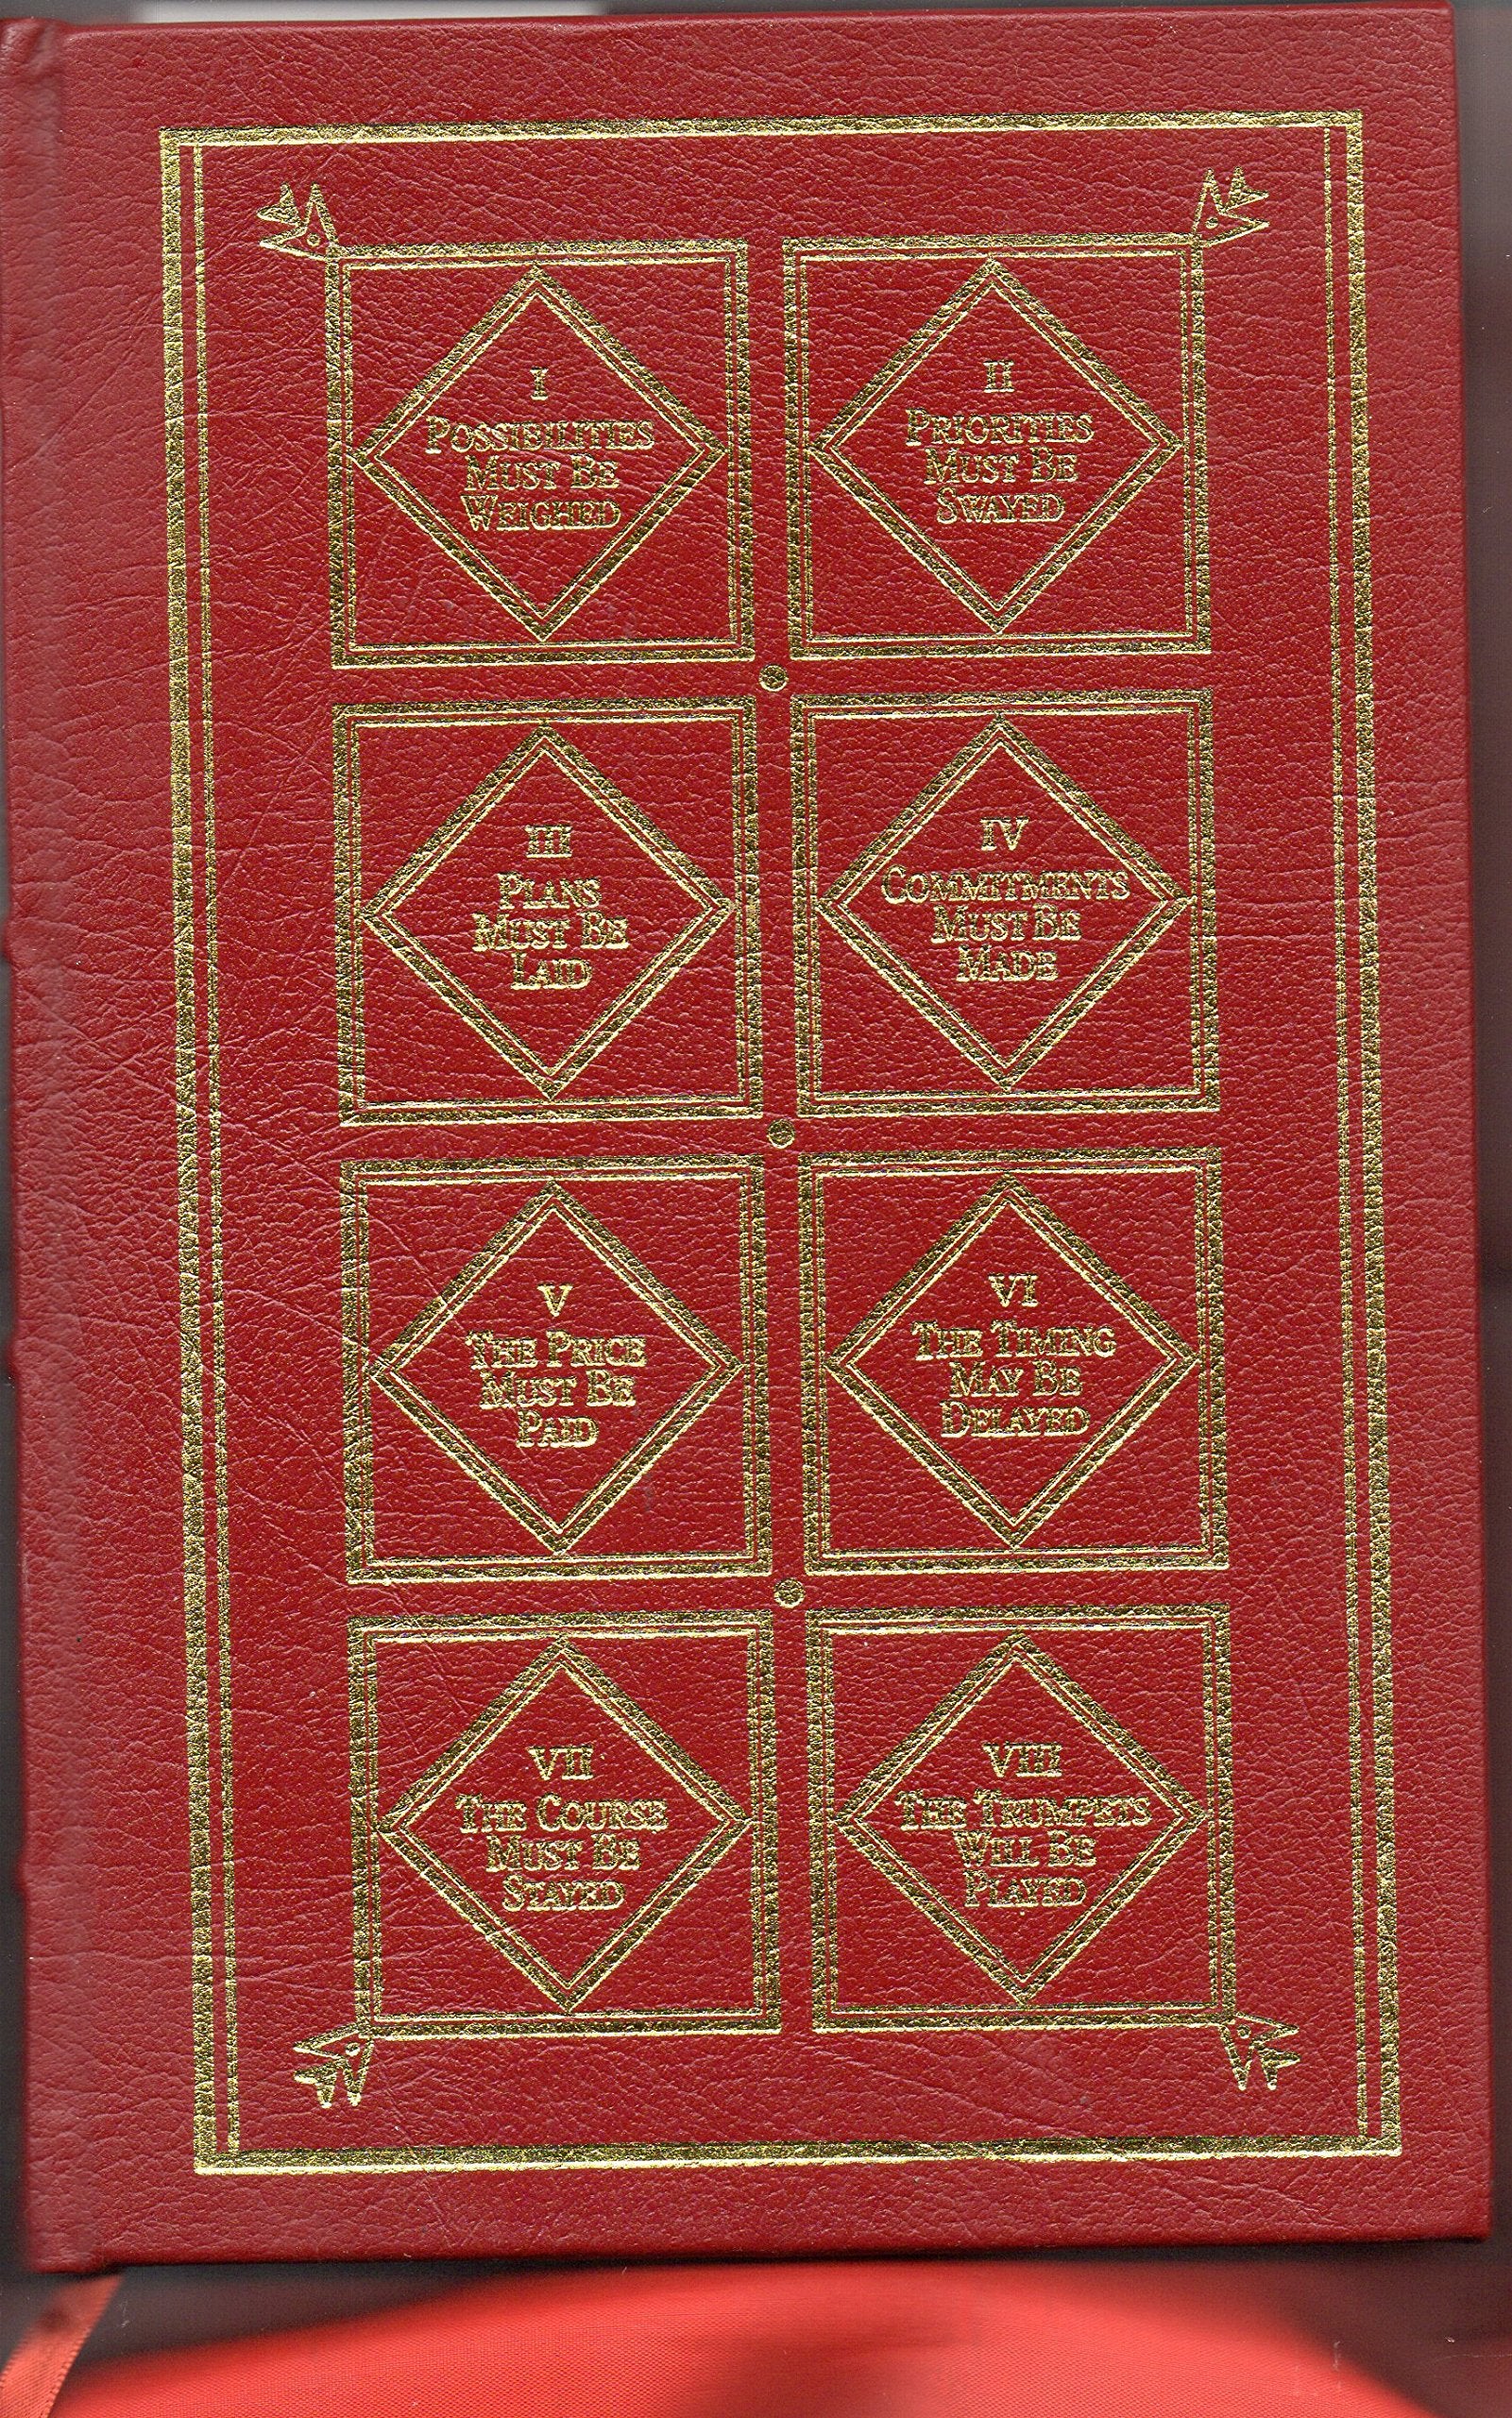 I
POSSIBILITIES
MUST BE
WEIGHED
II
PRIORITIES
MUST BE
SWAYED
III
PLANS
MUST BE
LAID
IV
COMMITMENTS
MUST BE
MADE
V
THE PRICE
MUST BE
PAID
VI
THE TIMING
MAY BE
DELAYED
VII
THE COURSE
MUST BE
STAYED
VIII
THE TRUMPETS
WILL BE
PLAYED